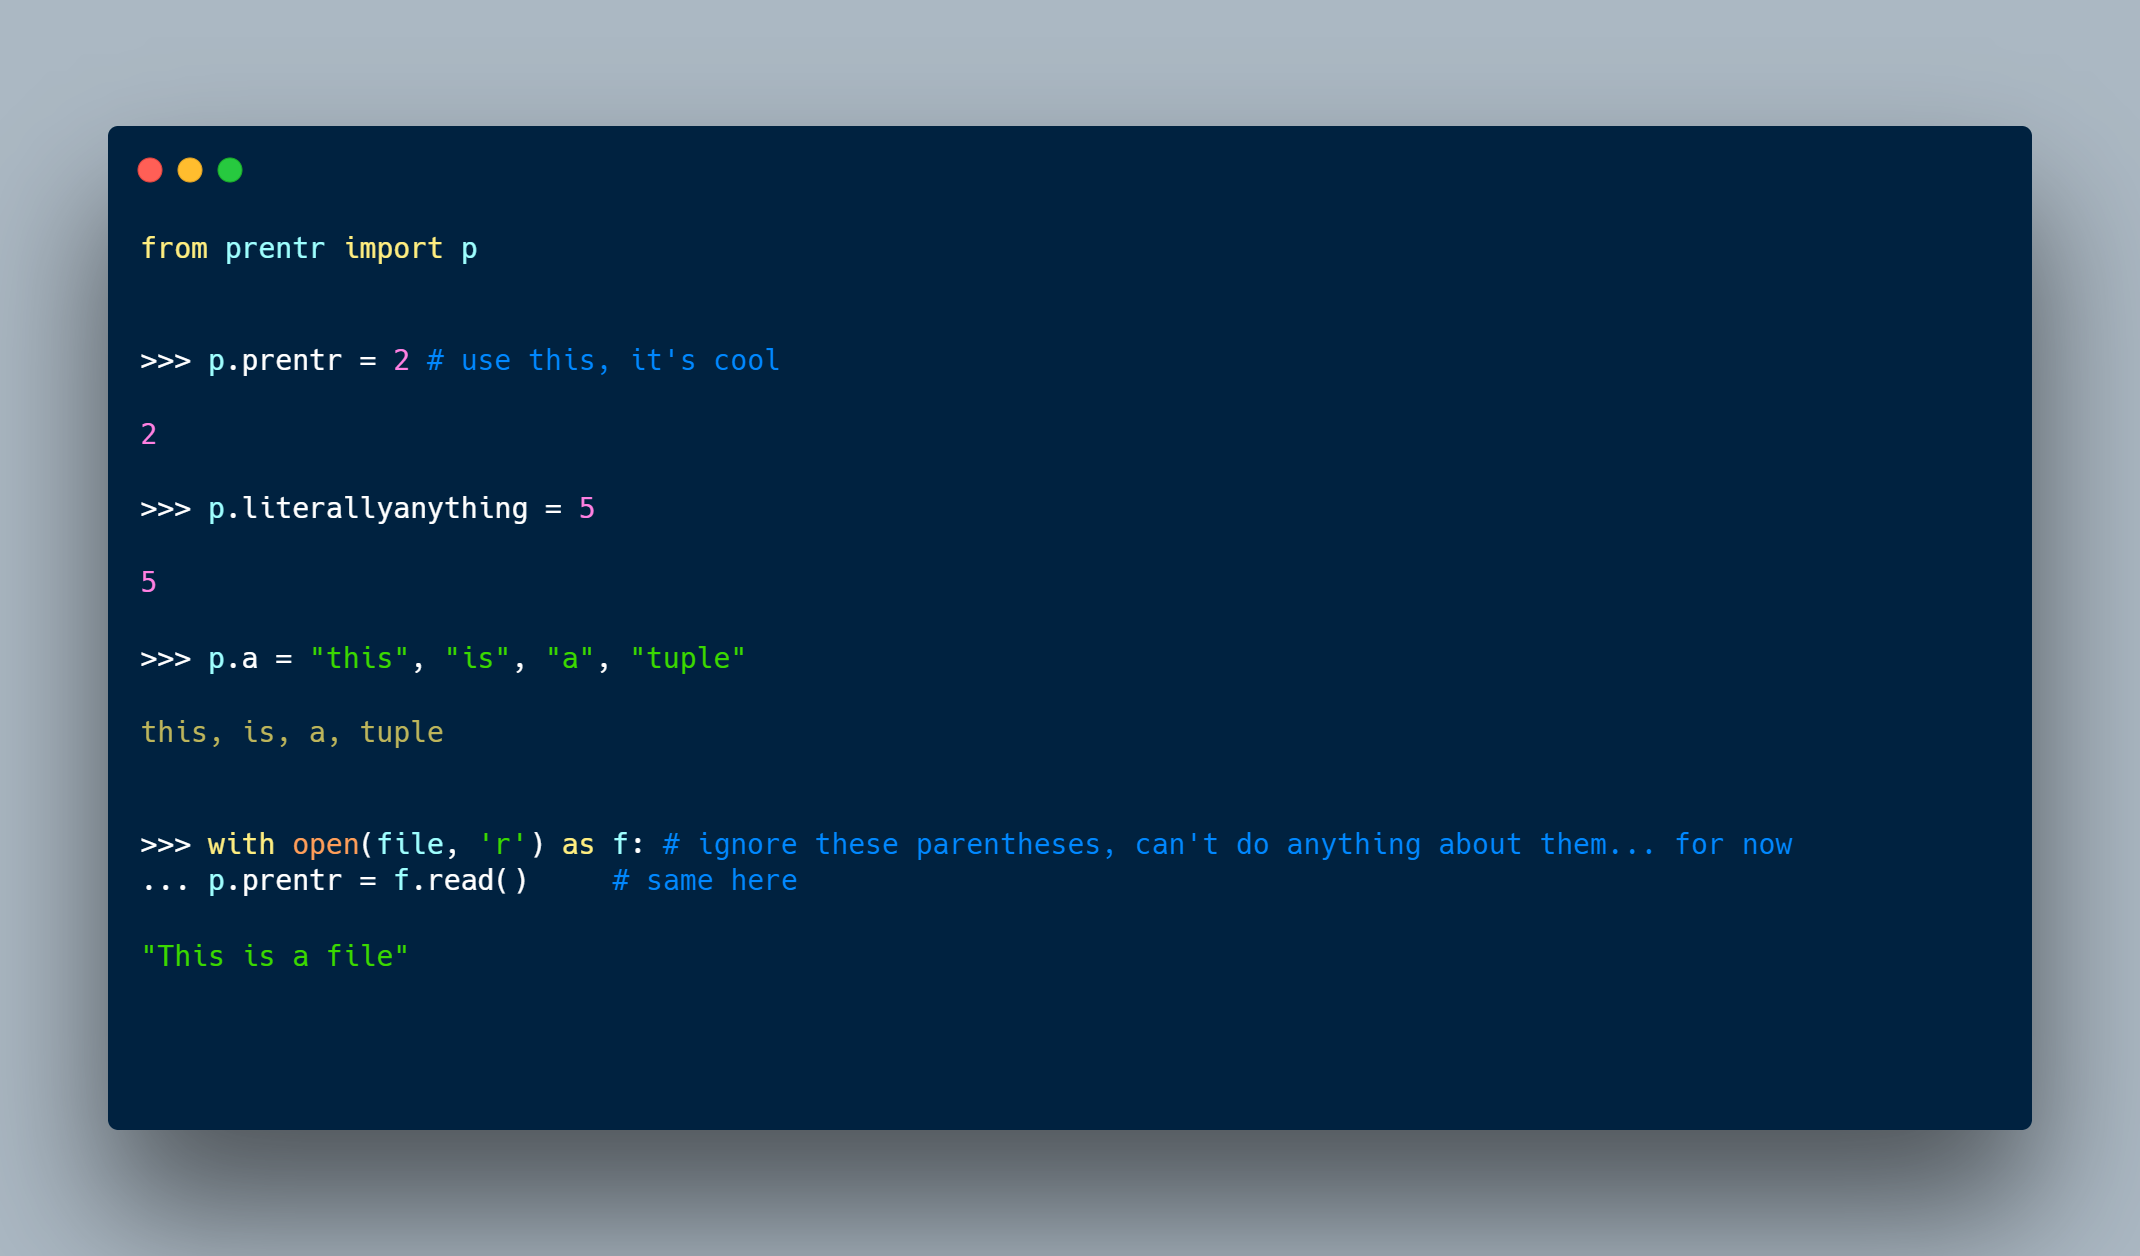 from prentr import p
>>> p.prentr = 2 # use this, it's cool
2
>>> p.literallyanything = 5
5
>>> p.a = "this", "is", "a", "tuple"
this, is, a, tuple
>>> with open(file, 'r') as f: # ignore these parentheses, can't do anything about them... for now
... p.prentr = f.read()     # same here
"This is a file"